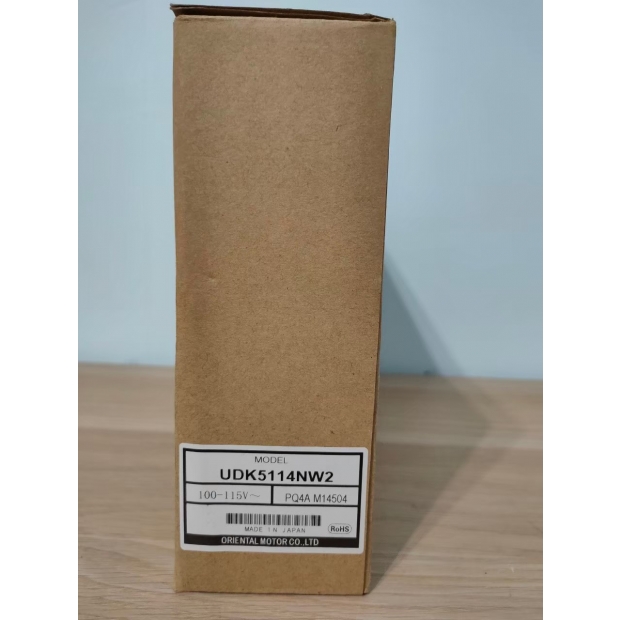 MODEL
UDK5114NW2
100-115V～ PQ4A M14504
MADE IN JAPAN RoHS
ORIENTAL MOTOR CO.,LTD